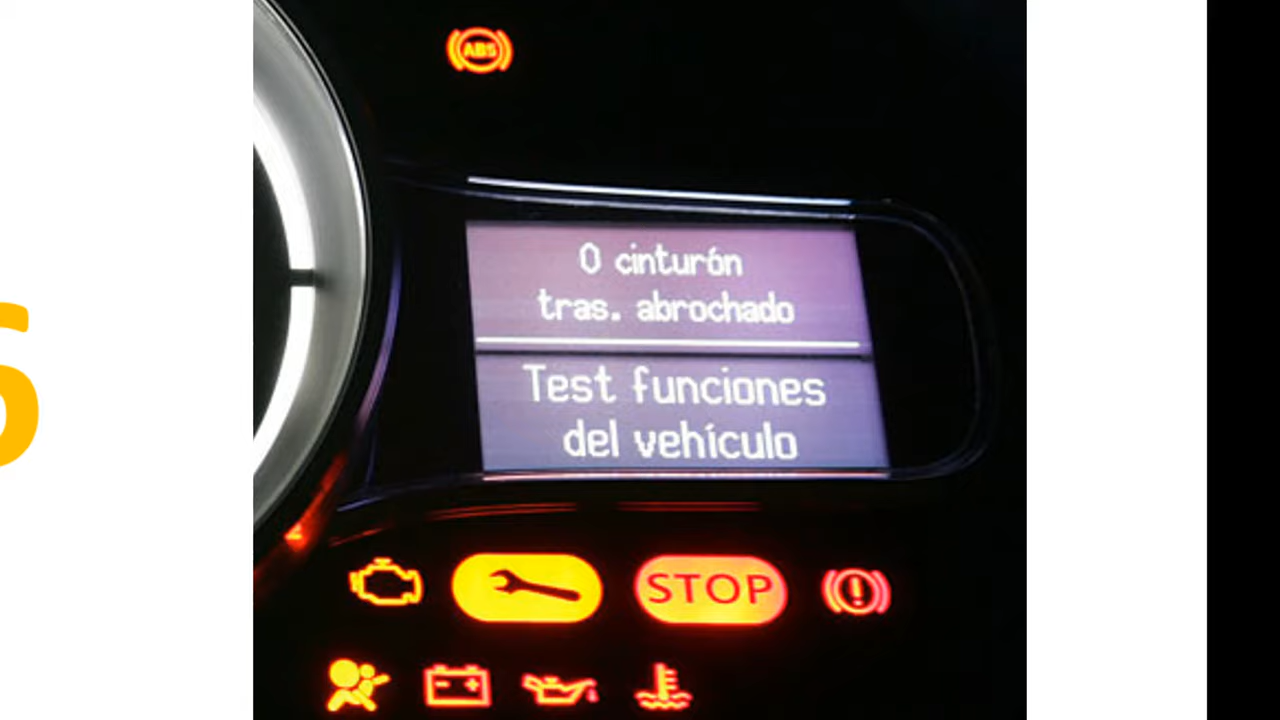 ABS
0 cinturón
tras. abrochado
Test funciones
del vehículo
STOP